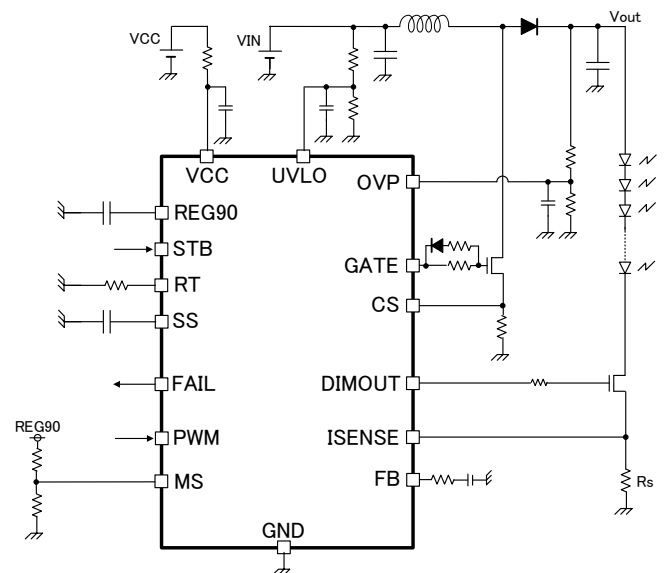 VCC
VIN
Vout
VCC
UVLO
OVP
REG90
STB
GATE
RT
CS
SS
FAIL
DIMOUT
REG90
PWM
ISENSE
MS
FB
Rs
GND